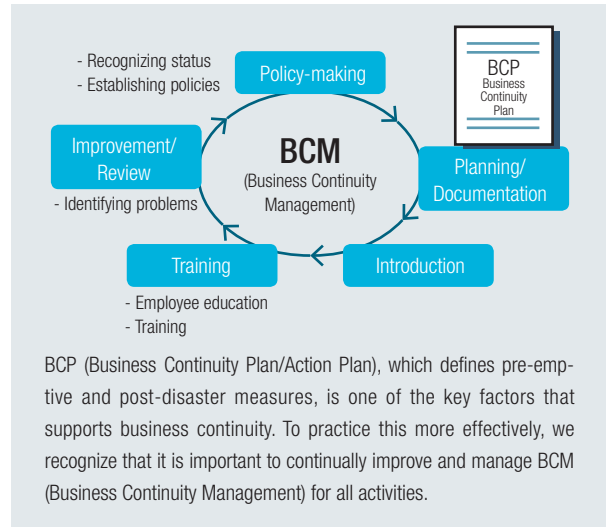 - Recognizing status
- Establishing policies
Policy-making
BCP
Business
Continuity
Plan
Improvement/
Review
- Identifying problems
BCM
(Business Continuity
Management)
Planning/
Documentation
Training
- Employee education
- Training
Introduction
BCP (Business Continuity Plan/Action Plan), which defines pre-emp-
tive and post-disaster measures, is one of the key factors that
supports business continuity. To practice this more effectively, we
recognize that it is important to continually improve and manage BCM
(Business Continuity Management) for all activities.